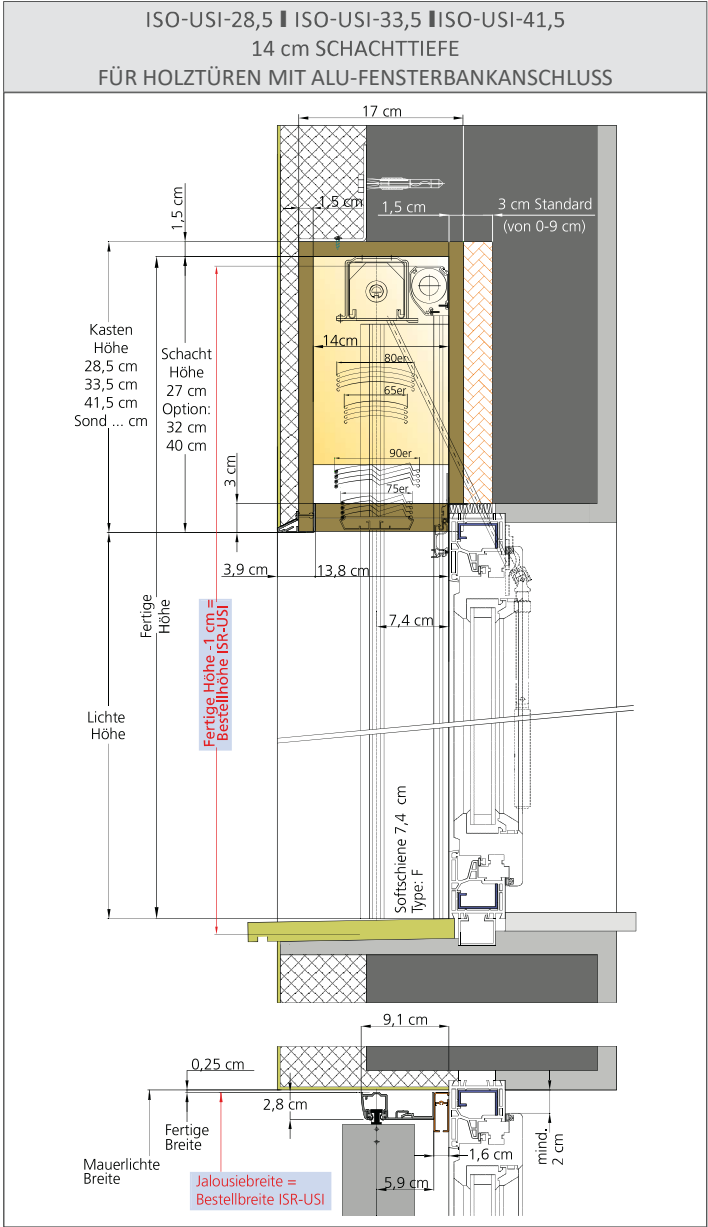 ISO-USI-28,5 ❚ ISO-USI-33,5 ❚ISO-USI-41,5
14 cm SCHACHTTIEFE
FÜR HOLZTÜREN MIT ALU-FENSTERBANKANSCHLUSS
17 cm
1,5 cm
1,5 cm
1,5 cm
3 cm Standard
(von 0-9 cm)
Kasten
Höhe
28,5 cm
33,5 cm
41,5 cm
Sond ... cm
Schacht
Höhe
27 cm
Option:
32 cm
40 cm
14cm
80er
65er
90er
75er
3 cm
3,9 cm
13,8 cm
7,4 cm
Fertige
Höhe
Fertige Höhe -1 cm =
Bestellhöhe ISR-USI
Lichte
Höhe
Softschiene 7,4 cm
Type: F
9,1 cm
0,25 cm
2,8 cm
Fertige
Breite
Mauerlichte
Breite
Jalousiebreite =
Bestellbreite ISR-USI
5,9 cm
1,6 cm
mind.
2 cm